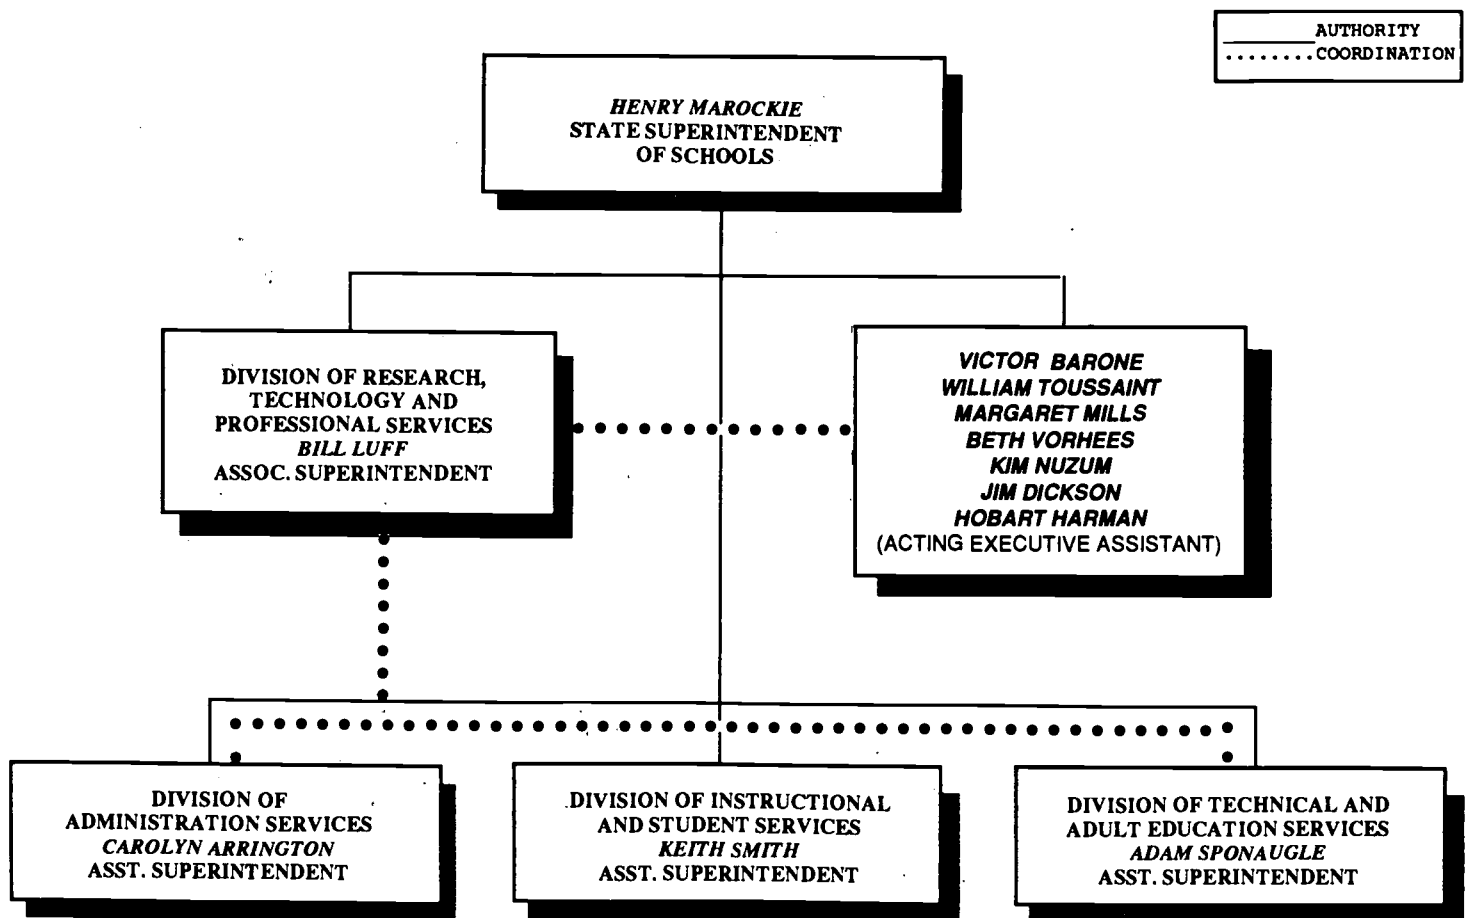 AUTHORITY
COORDINATION
HENRY MAROCKIE
STATE SUPERINTENDENT
OF SCHOOLS
DIVISION OF RESEARCH,
TECHNOLOGY AND
PROFESSIONAL SERVICES
BILL LUFF
ASSOC. SUPERINTENDENT
VICTOR BARONE
WILLIAM TOUSSAINT
MARGARET MILLS
BETH VORHEES
KIM NUZUM
JIM DICKSON
HOBART HARMAN
(ACTING EXECUTIVE ASSISTANT)
DIVISION OF
ADMINISTRATION SERVICES
CAROLYN ARRINGTON
ASST. SUPERINTENDENT
DIVISION OF INSTRUCTIONAL
AND STUDENT SERVICES
KEITH SMITH
ASST. SUPERINTENDENT
DIVISION OF TECHNICAL AND
ADULT EDUCATION SERVICES
ADAM SPONAUGLE
ASST. SUPERINTENDENT